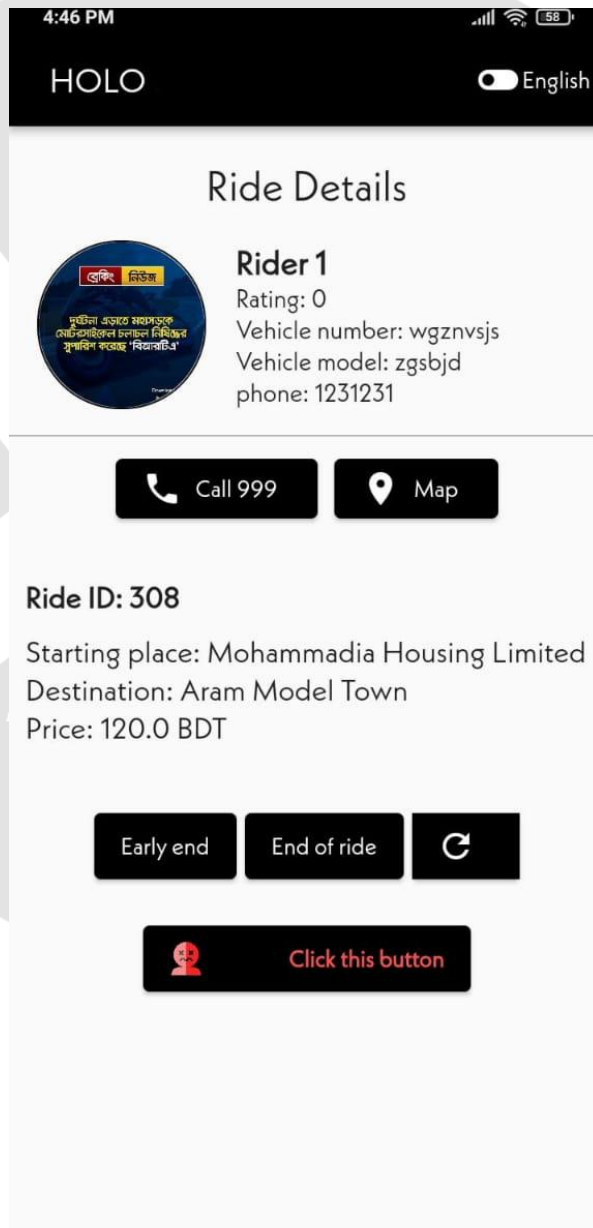 4:46 PM
58
HOLO
English
Ride Details
ব্রেকিং নিউজ
দুর্ঘটনা এড়াতে মহাসড়কে
মোটরসাইকেল চলাচল নিষিদ্ধের
সুপারিশ করেছে 'বিআরটিএ'
Rider 1
Rating: 0
Vehicle number: wgznvsjs
Vehicle model: zgsbjd
phone: 1231231
Call 999
Map
Ride ID: 308
Starting place: Mohammadia Housing Limited
Destination: Aram Model Town
Price: 120.0 BDT
Early end
End of ride
Click this button